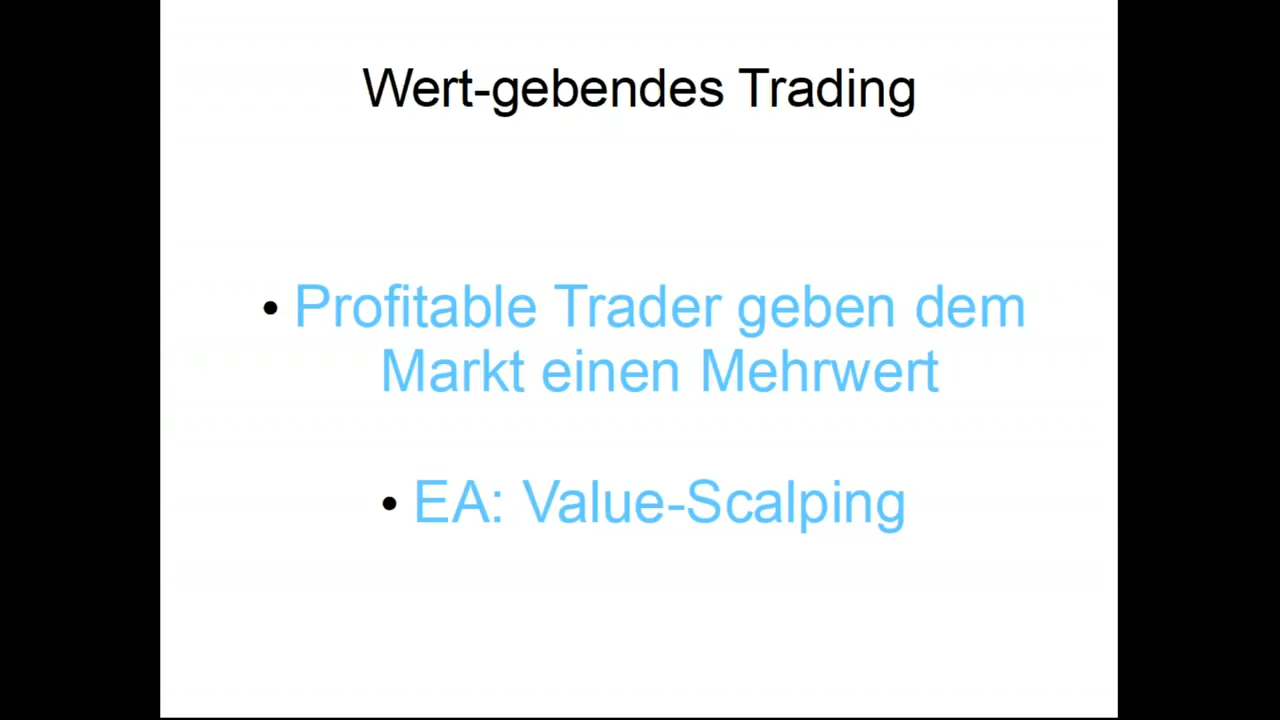 Wert-gebendes Trading
• Profitable Trader geben dem
Markt einen Mehrwert
• EA: Value-Scalping